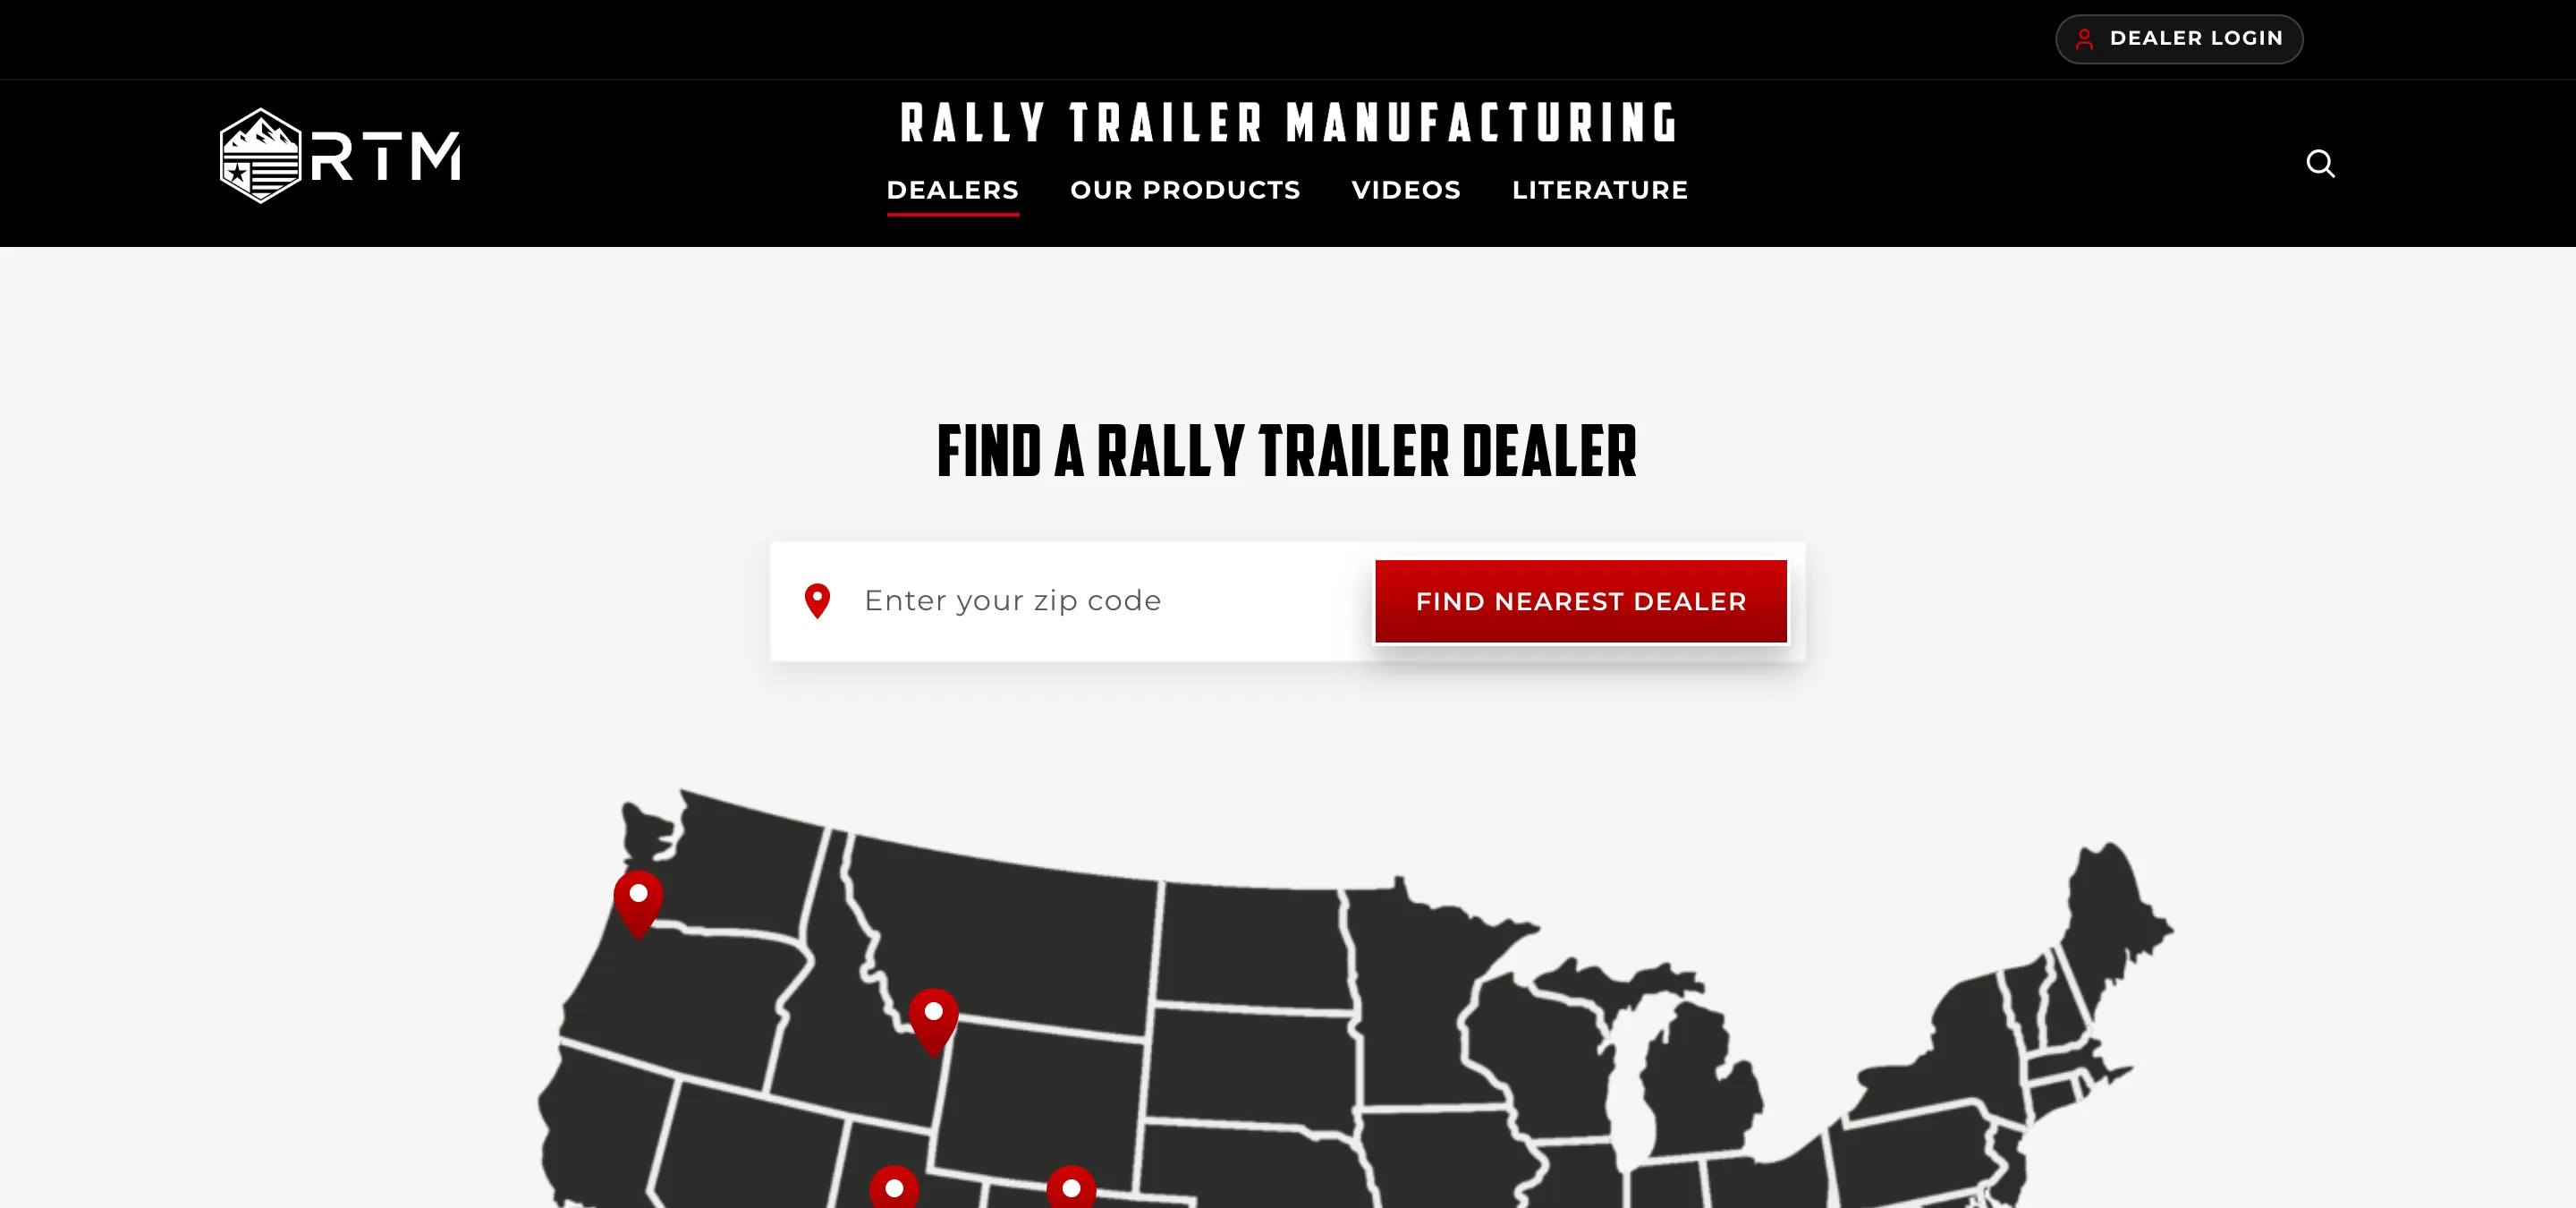 DEALER LOGIN
RTM
RALLY TRAILER MANUFACTURING
DEALERS OUR PRODUCTS VIDEOS LITERATURE
FIND A RALLY TRAILER DEALER
Enter your zip code
FIND NEAREST DEALER